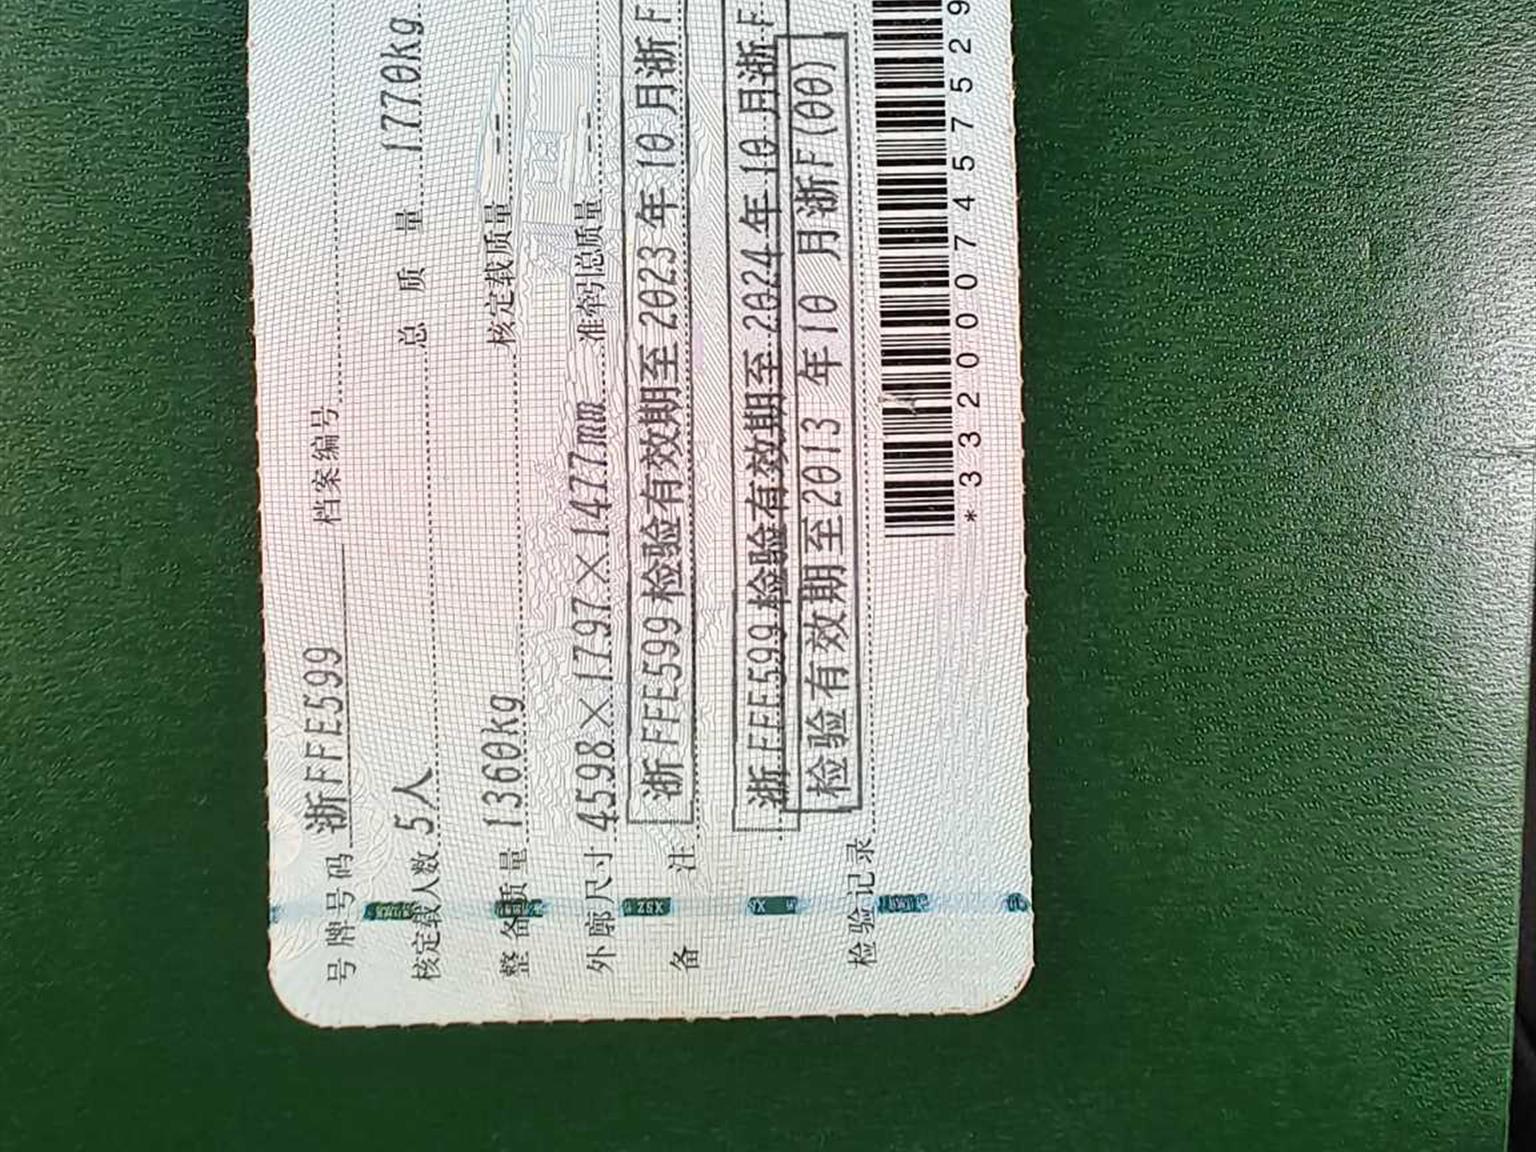 号牌号码 浙FFE599 档案编号
核定载人数 5人 总质量 1770kg
整备质量 1360kg 核定载质量 --
外廓尺寸 4598×1797×1477mm 准牵引总质量 --
备注 浙FFE599检验有效期至2023年10月浙F
浙FFE599检验有效期至2024年10月浙F
检验记录 检验有效期至2013年10月浙F(00)
*3320007457529